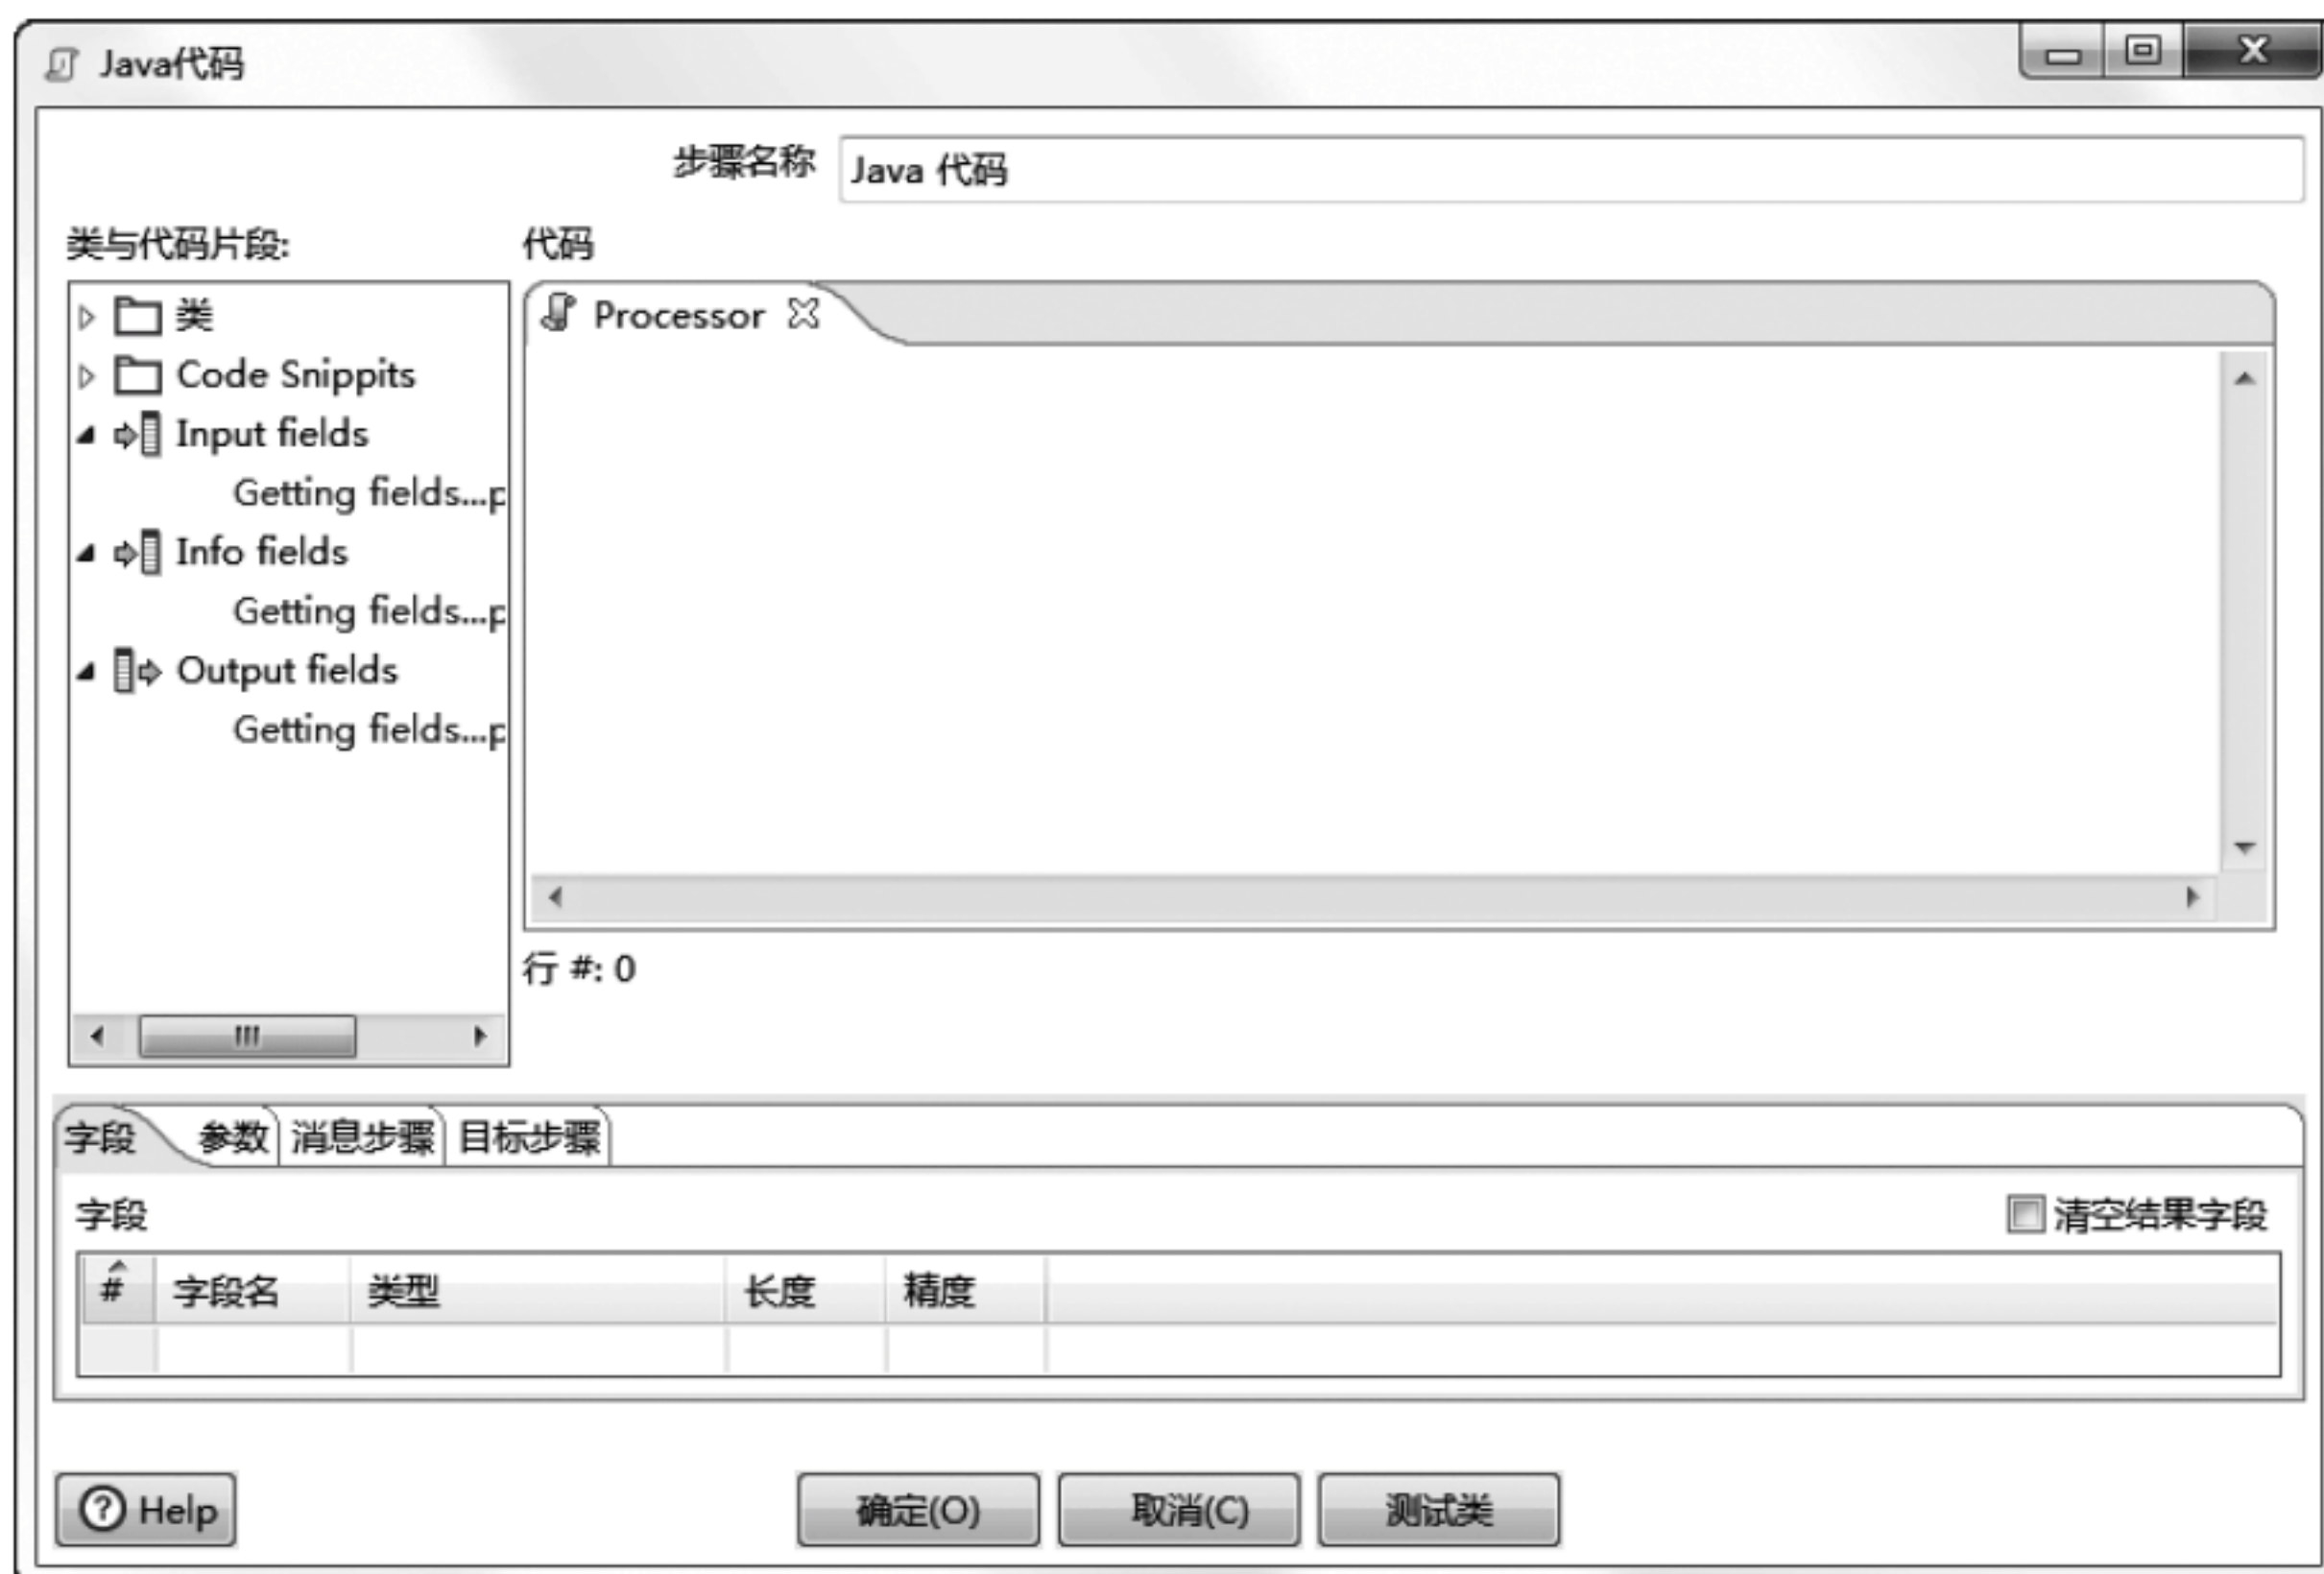 Java代码
步骤名称 Java 代码
类与代码片段:
类
Code Snippits
Input fields
Getting fields...p
Info fields
Getting fields...p
Output fields
Getting fields...p
代码
Processor
行 #: 0
字段 参数 消息步骤 目标步骤
字段 清空结果字段
# 字段名 类型 长度 精度
Help 确定(O) 取消(C) 测试类